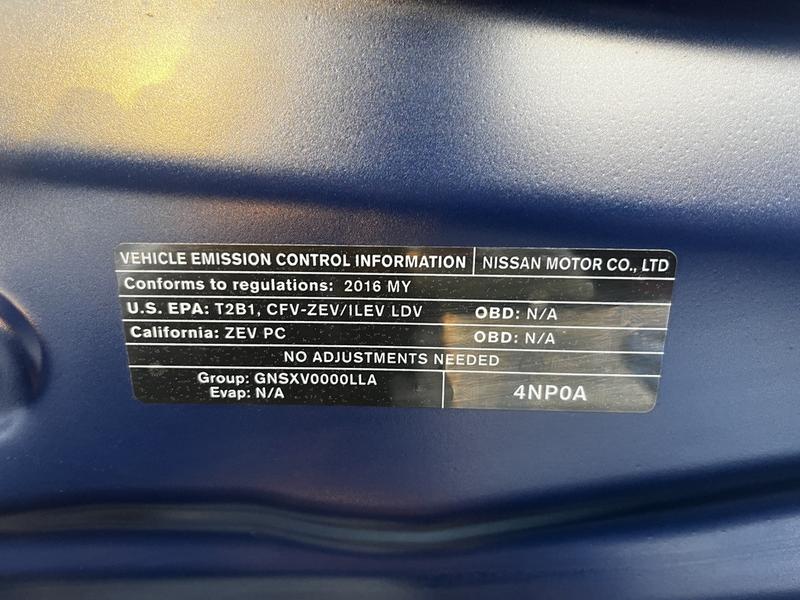 VEHICLE EMISSION CONTROL INFORMATION NISSAN MOTOR CO., LTD
Conforms to regulations: 2016 MY
U.S. EPA: T2B1, CFV-ZEV/ILEV LDV OBD: N/A
California: ZEV PC OBD: N/A
NO ADJUSTMENTS NEEDED
Group: GNSXV0000LLA
Evap: N/A
4NP0A